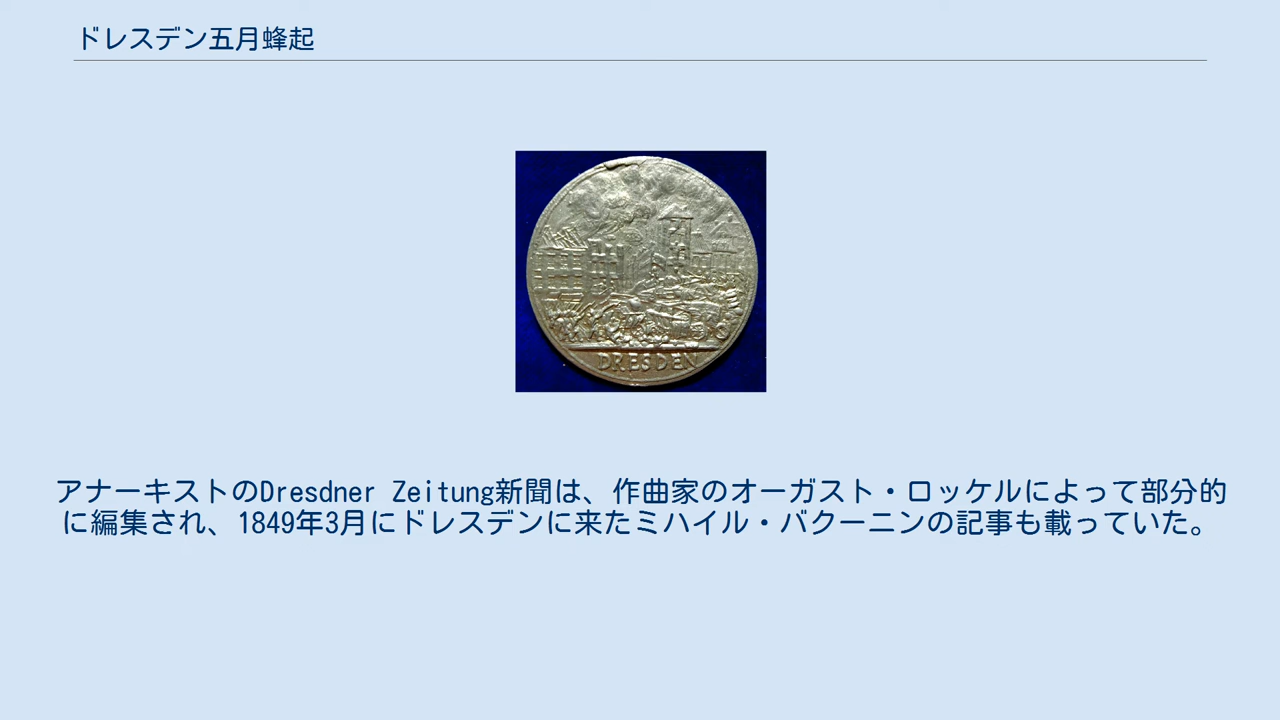 ドレスデン五月蜂起
DRESDEN
アナーキストのDresdner Zeitung新聞は、作曲家のオーガスト・ロッケルによって部分的
に編集され、1849年3月にドレスデンに来たミハイル・バクーニンの記事も載っていた。